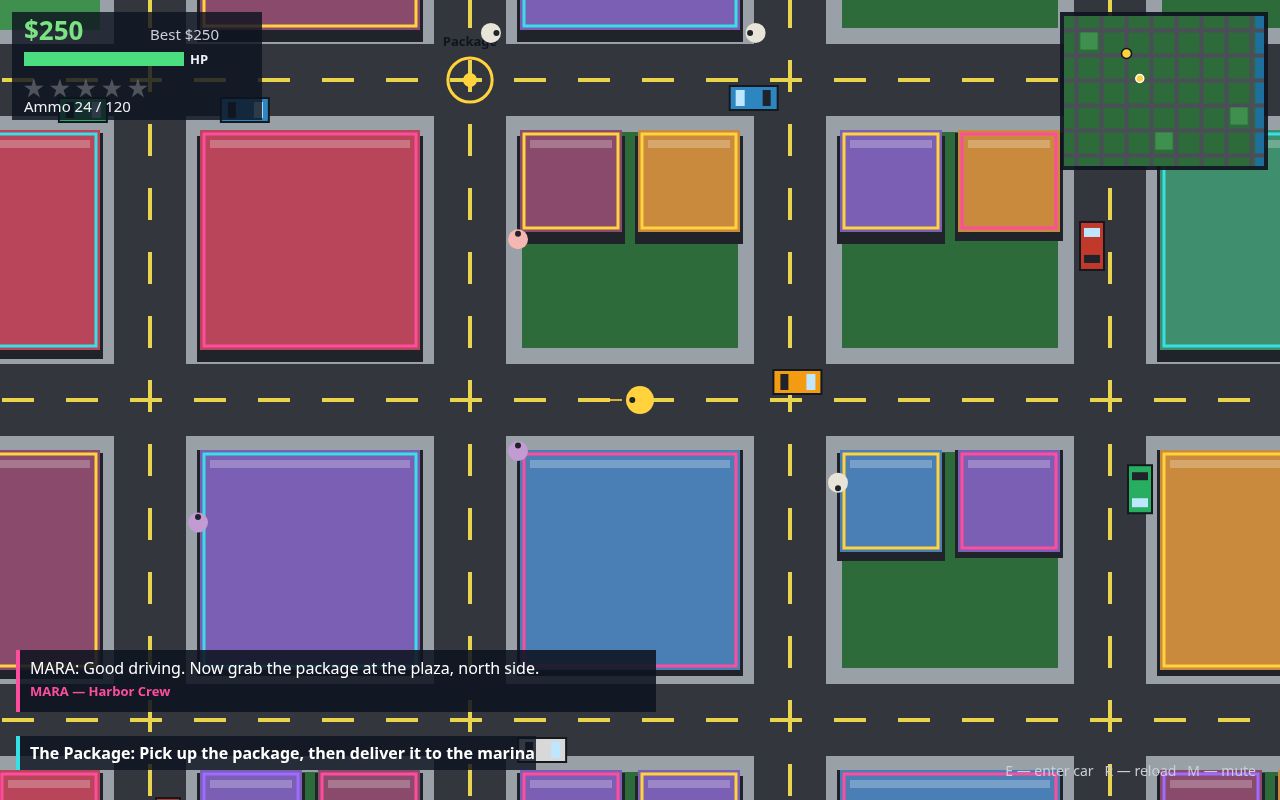 $250
Best $250
HP
Ammo 24 / 120
Package
MARA: Good driving. Now grab the package at the plaza, north side.
MARA — Harbor Crew
The Package: Pick up the package, then deliver it to the marina
E — enter car R — reload M — mute